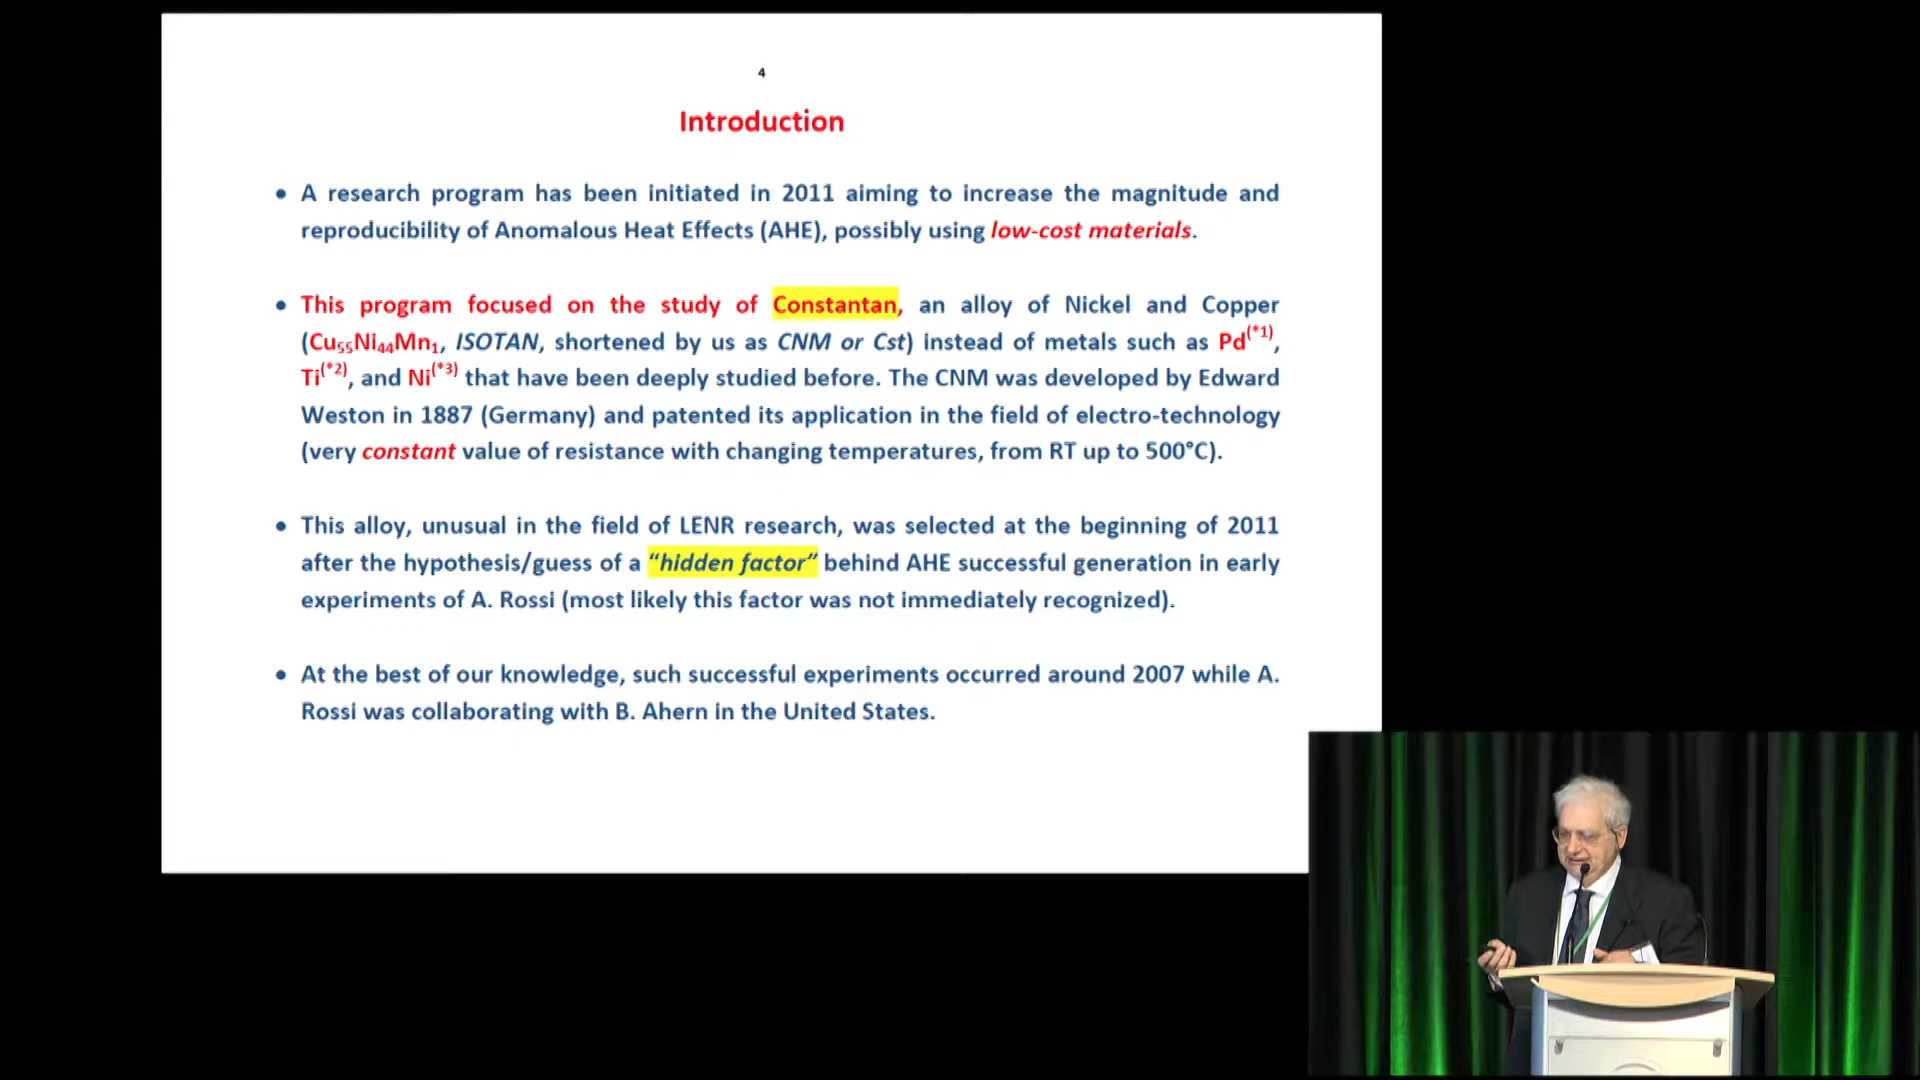 4
Introduction
• A research program has been initiated in 2011 aiming to increase the magnitude and
reproducibility of Anomalous Heat Effects (AHE), possibly using low-cost materials.
• This program focused on the study of Constantan, an alloy of Nickel and Copper
(Cu₅₅Ni₄₄Mn₁, ISOTAN, shortened by us as CNM or Cst) instead of metals such as Pd(*1),
Ti(*2), and Ni(*3) that have been deeply studied before. The CNM was developed by Edward
Weston in 1887 (Germany) and patented its application in the field of electro-technology
(very constant value of resistance with changing temperatures, from RT up to 500°C).
• This alloy, unusual in the field of LENR research, was selected at the beginning of 2011
after the hypothesis/guess of a “hidden factor” behind AHE successful generation in early
experiments of A. Rossi (most likely this factor was not immediately recognized).
• At the best of our knowledge, such successful experiments occurred around 2007 while A.
Rossi was collaborating with B. Ahern in the United States.